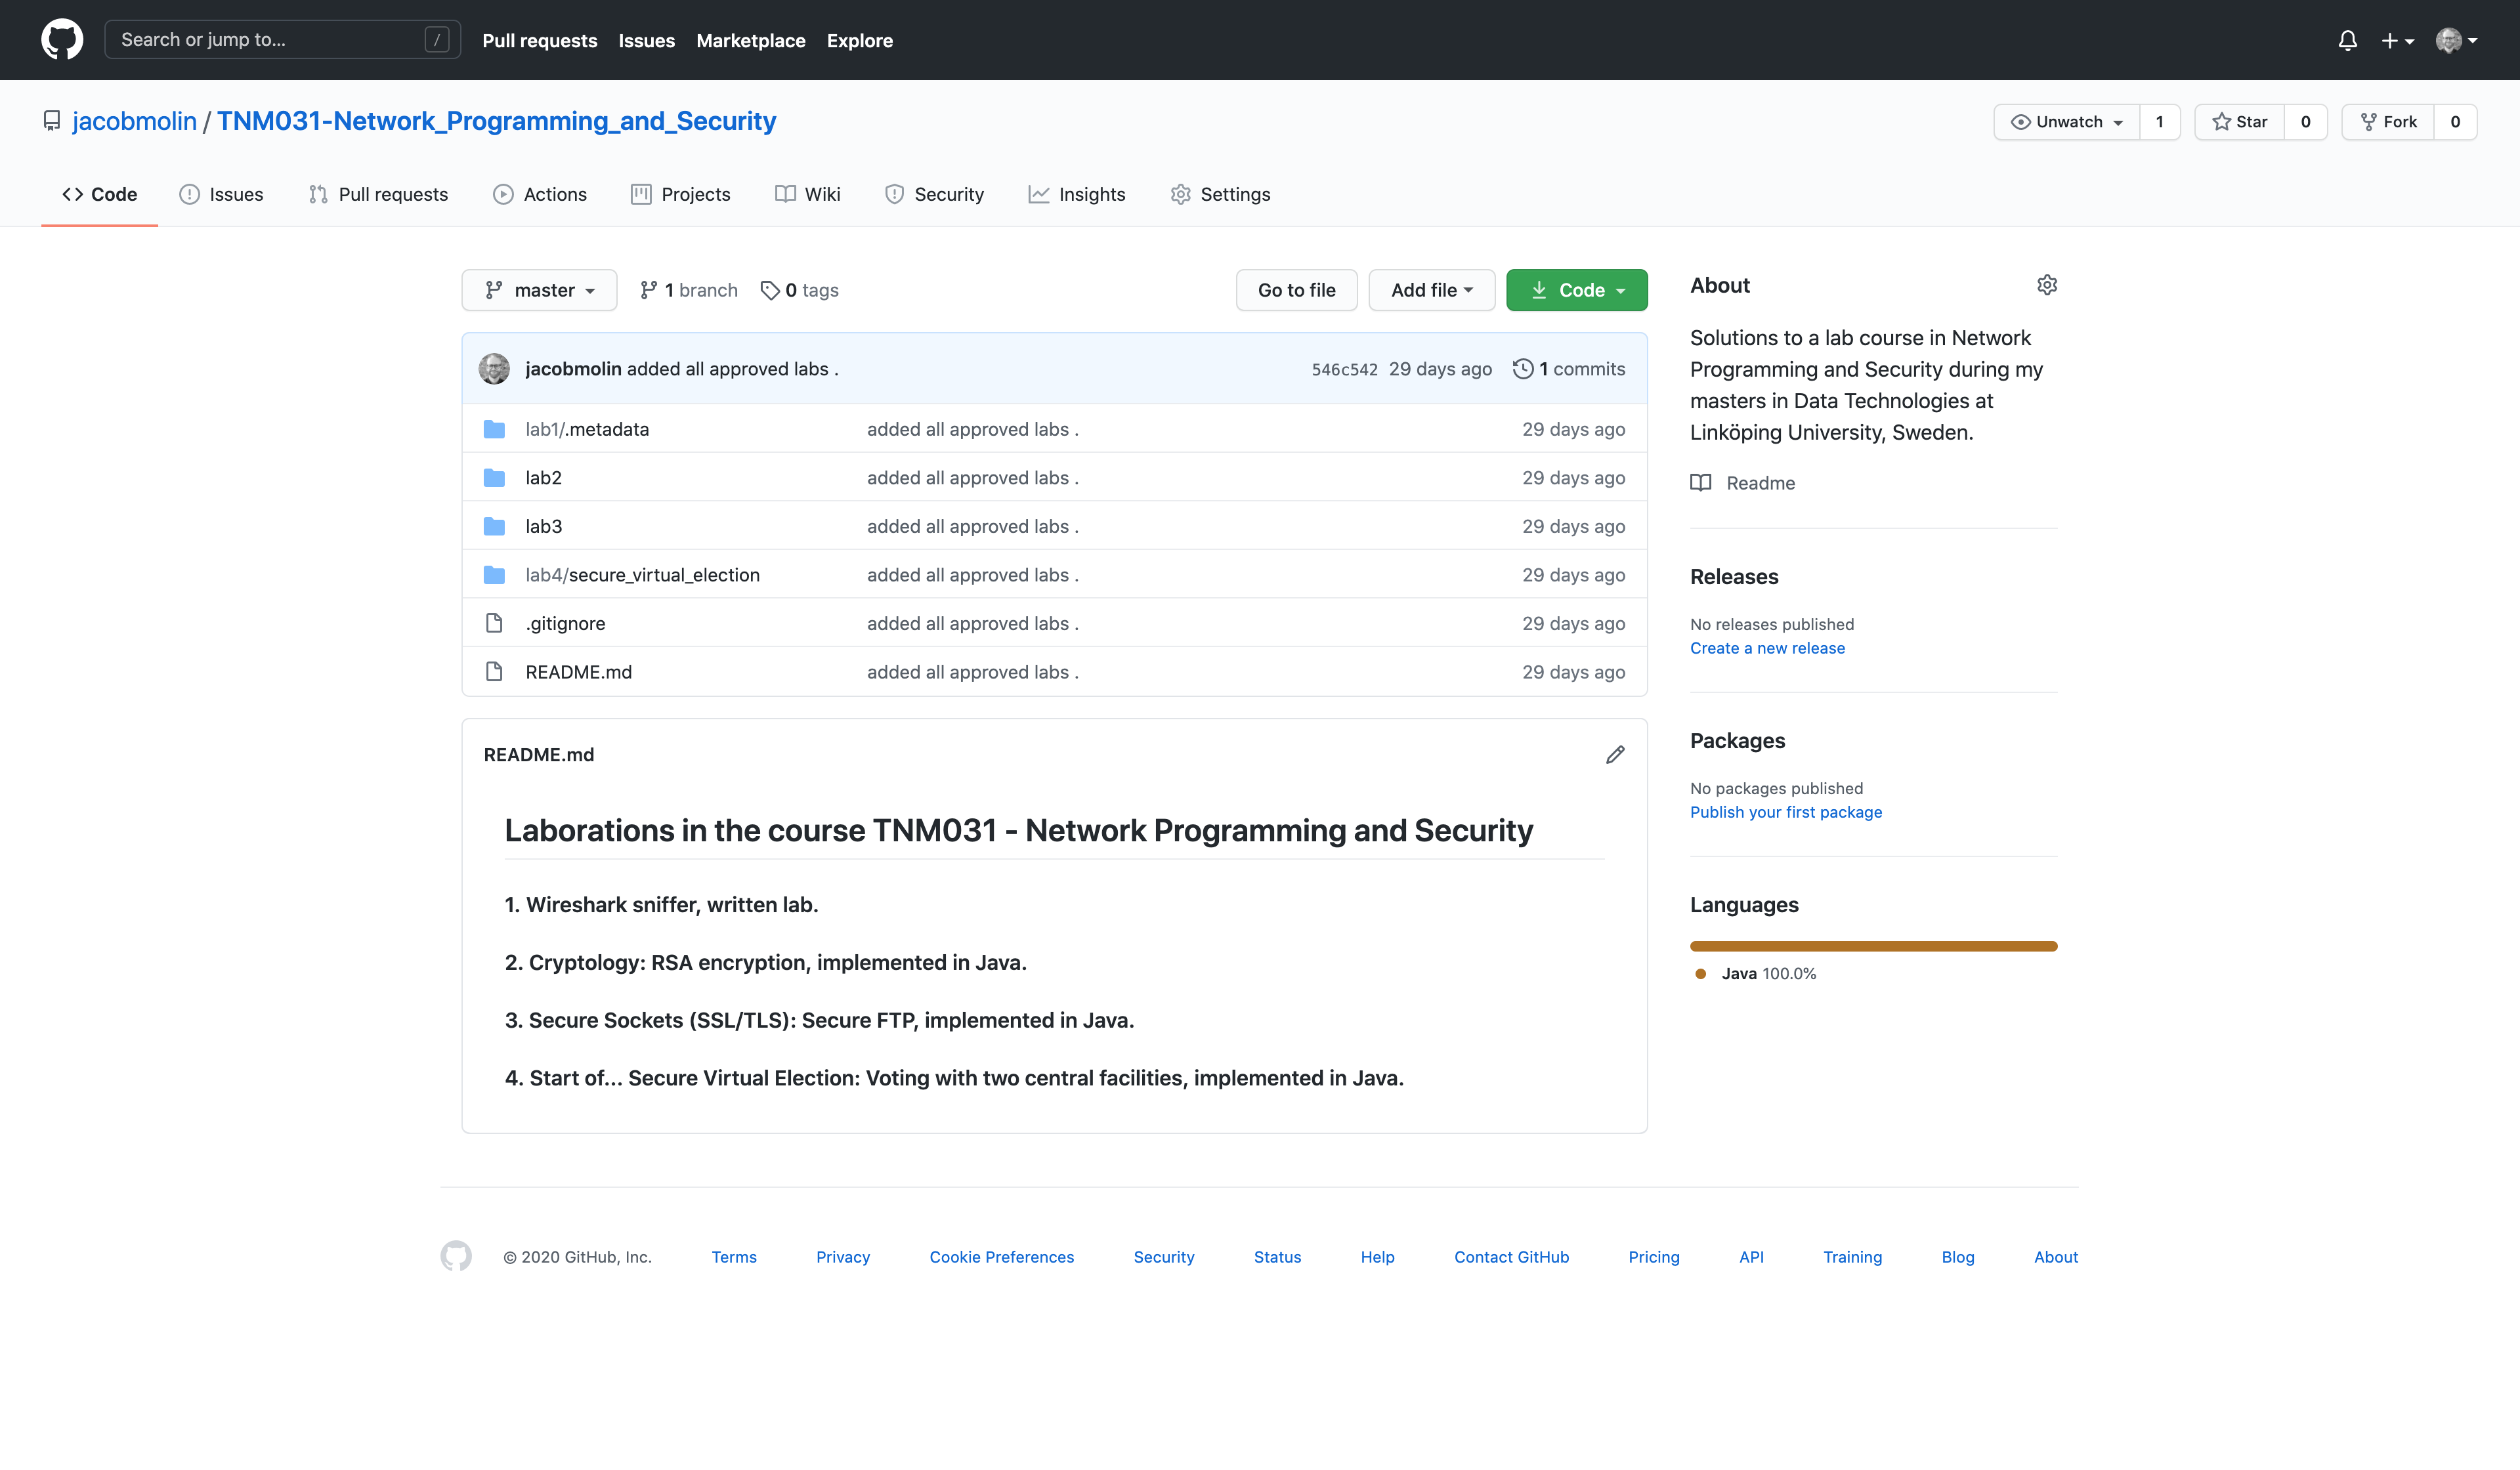 Search or jump to... /
Pull requests Issues Marketplace Explore
jacobmolin / TNM031-Network_Programming_and_Security
Unwatch 1 Star 0 Fork 0
Code Issues Pull requests Actions Projects Wiki Security Insights Settings
master 1 branch 0 tags Go to file Add file Code
jacobmolin added all approved labs . 546c542 29 days ago 1 commits
lab1/.metadata added all approved labs . 29 days ago
lab2 added all approved labs . 29 days ago
lab3 added all approved labs . 29 days ago
lab4/secure_virtual_election added all approved labs . 29 days ago
.gitignore added all approved labs . 29 days ago
README.md added all approved labs . 29 days ago
README.md
Laborations in the course TNM031 - Network Programming and Security
1. Wireshark sniffer, written lab.
2. Cryptology: RSA encryption, implemented in Java.
3. Secure Sockets (SSL/TLS): Secure FTP, implemented in Java.
4. Start of... Secure Virtual Election: Voting with two central facilities, implemented in Java.
About
Solutions to a lab course in Network
Programming and Security during my
masters in Data Technologies at
Linköping University, Sweden.
Readme
Releases
No releases published
Create a new release
Packages
No packages published
Publish your first package
Languages
Java 100.0%
© 2020 GitHub, Inc. Terms Privacy Cookie Preferences Security Status Help Contact GitHub Pricing API Training Blog About